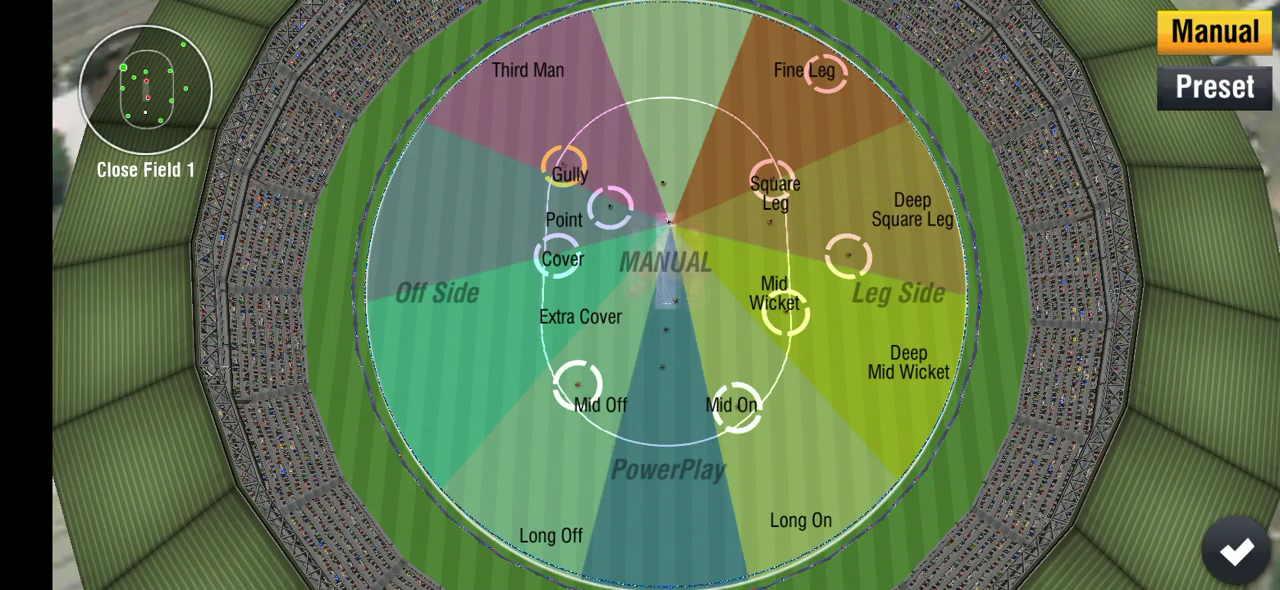 Manual
Preset
Close Field 1
Third Man
Fine Leg
Gully
Square
Leg
Point
Deep
Square Leg
Cover
MANUAL
Off Side
Mid
Wicket
Leg Side
Extra Cover
Deep
Mid Wicket
Mid Off
Mid On
PowerPlay
Long On
Long Off